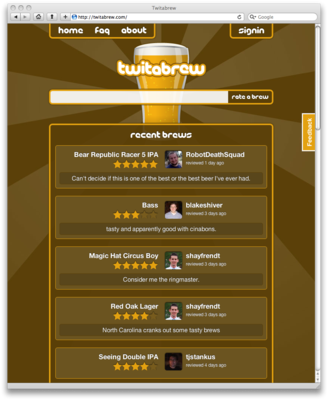 Twitabrew
http://twitabrew.com/
Google
home faq about signin
twitabrew
rate a brew
Feedback
recent brews
Bear Republic Racer 5 IPA
RobotDeathSquad
reviewed 1 day ago
Can't decide if this is one of the best or the best beer I've ever had.
Bass
blakeshiver
reviewed 3 days ago
tasty and apparently good with cinabons.
Magic Hat Circus Boy
shayfrendt
reviewed 3 days ago
Consider me the ringmaster.
Red Oak Lager
shayfrendt
reviewed 3 days ago
North Carolina cranks out some tasty brews
Seeing Double IPA
tjstankus
reviewed 4 days ago